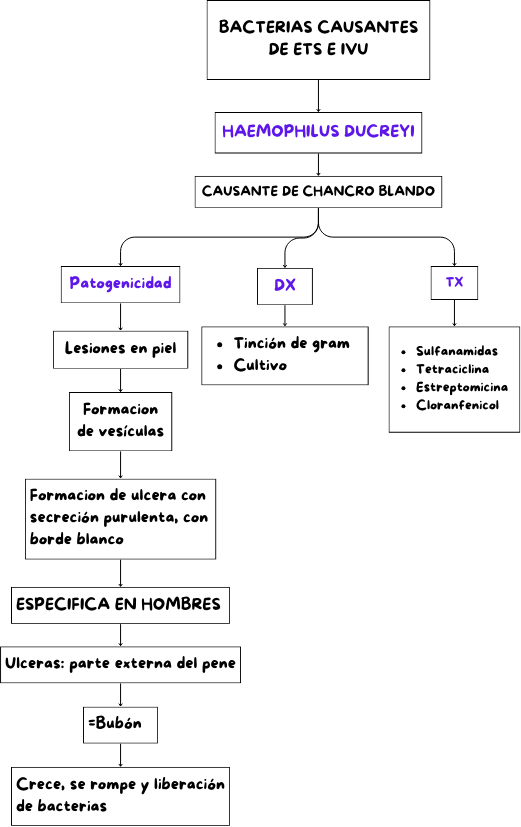 BACTERIAS CAUSANTES
DE ETS E IVU
HAEMOPHILUS DUCREYI
CAUSANTE DE CHANCRO BLANDO
Patogenicidad
Lesiones en piel
Formacion
de vesículas
Formacion de ulcera con
secreción purulenta, con
borde blanco
ESPECIFICA EN HOMBRES
Ulceras: parte externa del pene
=Bubón
Crece, se rompe y liberación
de bacterias
DX
• Tinción de gram
• Cultivo
TX
• Sulfanamidas
• Tetraciclina
• Estreptomicina
• Cloranfenicol